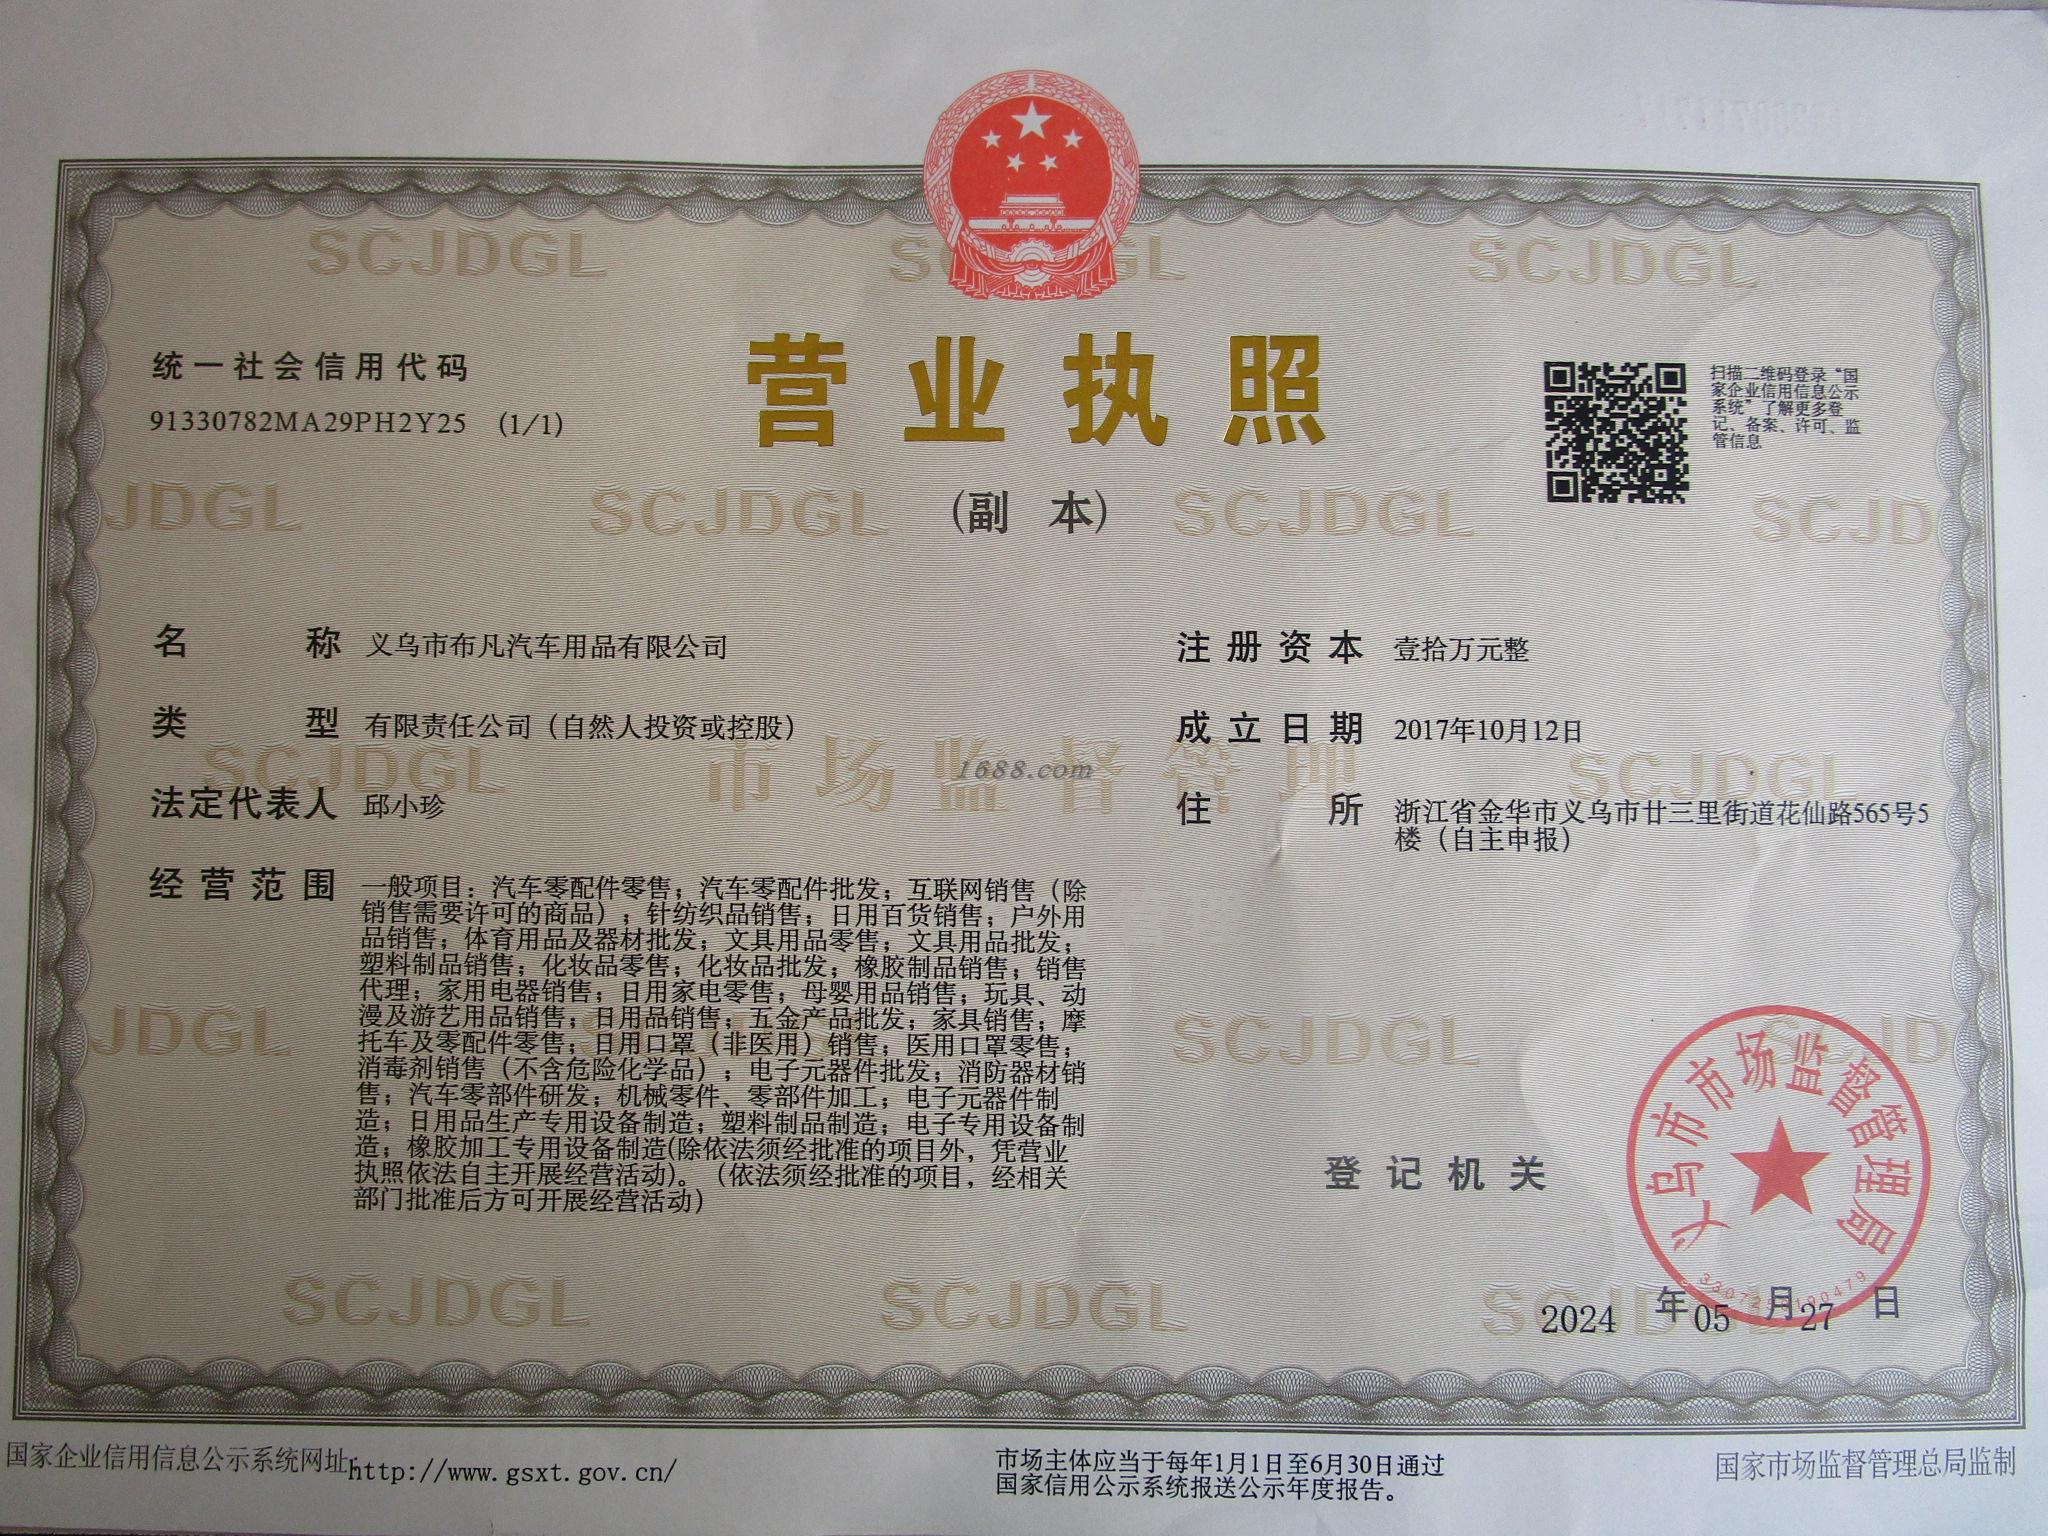 统一社会信用代码
91330782MA29PH2Y25 (1/1)
营业执照
(副 本)
扫描二维码登录“国
家企业信用信息公示
系统”了解更多登
记、备案、许可、监
管信息
名 称 义乌市布凡汽车用品有限公司
类 型 有限责任公司（自然人投资或控股）
法定代表人 邱小珍
经营范围 一般项目：汽车零配件零售；汽车零配件批发；互联网销售（除
销售需要许可的商品）；针纺织品销售；日用百货销售；户外用
品销售；体育用品及器材批发；文具用品零售；文具用品批发；
塑料制品销售；化妆品零售；化妆品批发；橡胶制品销售；销售
代理；家用电器销售；日用家电零售；母婴用品销售；玩具、动
漫及游艺用品销售；日用品销售；五金产品批发；家具销售；摩
托车及零配件零售；日用口罩（非医用）销售；医用口罩零售；
消毒剂销售（不含危险化学品）；电子元器件批发；消防器材销
售；汽车零部件研发；机械零件、零部件加工；电子元器件制
造；日用品生产专用设备制造；塑料制品制造；电子专用设备制
造；橡胶加工专用设备制造(除依法须经批准的项目外，凭营业
执照依法自主开展经营活动)。（依法须经批准的项目，经相关
部门批准后方可开展经营活动）
注册资本 壹拾万元整
成立日期 2017年10月12日
住 所 浙江省金华市义乌市廿三里街道花仙路565号5
楼（自主申报）
SCJDGL
SCJDGL
SCJDGL
SCJDGL
市场监督管理
1688.com
登记机关
义乌市市场监督管理局
2024 年05 月27 日
国家企业信用信息公示系统网址：http://www.gsxt.gov.cn/
市场主体应当于每年1月1日至6月30日通过
国家信用公示系统报送公示年度报告。
国家市场监督管理总局监制